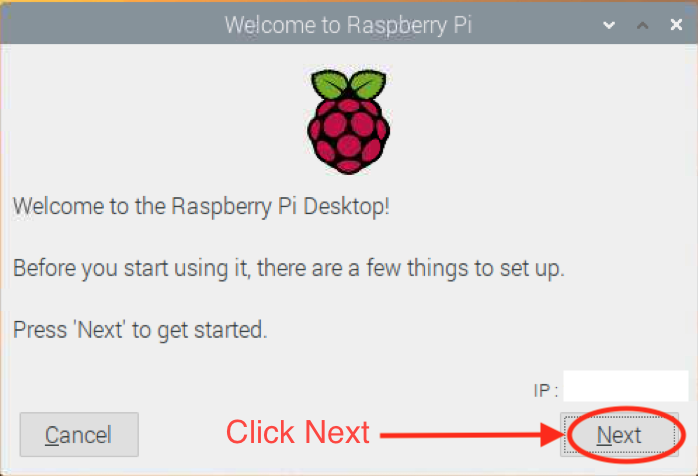 Welcome to Raspberry Pi
Welcome to the Raspberry Pi Desktop!
Before you start using it, there are a few things to set up.
Press 'Next' to get started.
IP :
Cancel
Click Next
Next